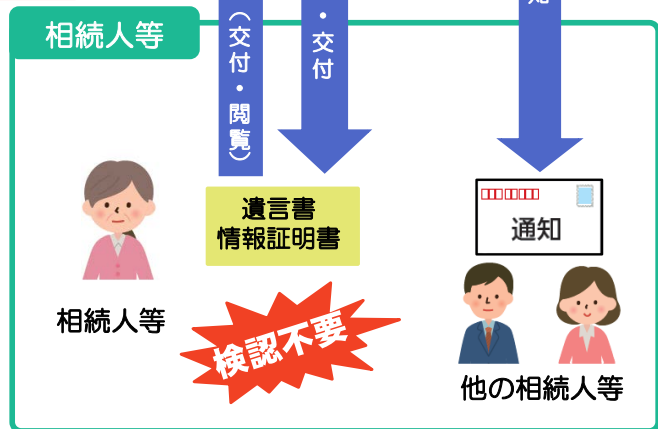 相続人等
（交付・閲覧）
・交付
知
遺言書
情報証明書
通知
相続人等
検認不要
他の相続人等